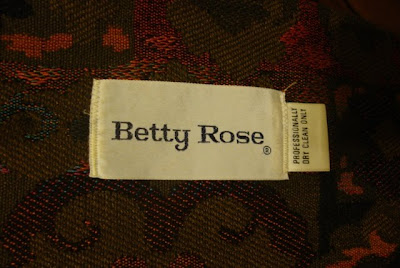 Betty Rose®
PROFESSIONALLY
DRY CLEAN ONLY